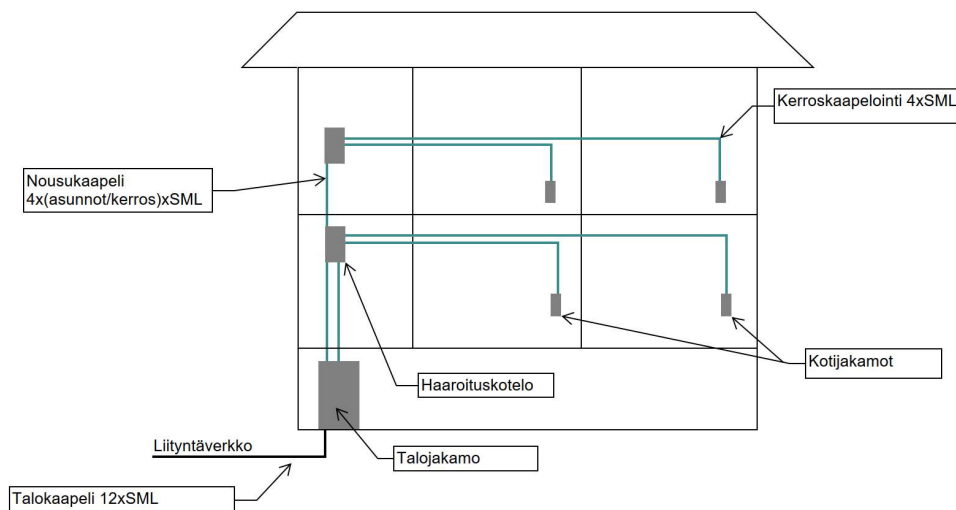 Kerroskaapelointi 4xSML
Nousukaapeli
4x(asunnot/kerros)xSML
Kotijakamot
Haaroituskotelo
Liityntäverkko
Talojakamo
Talokaapeli 12xSML